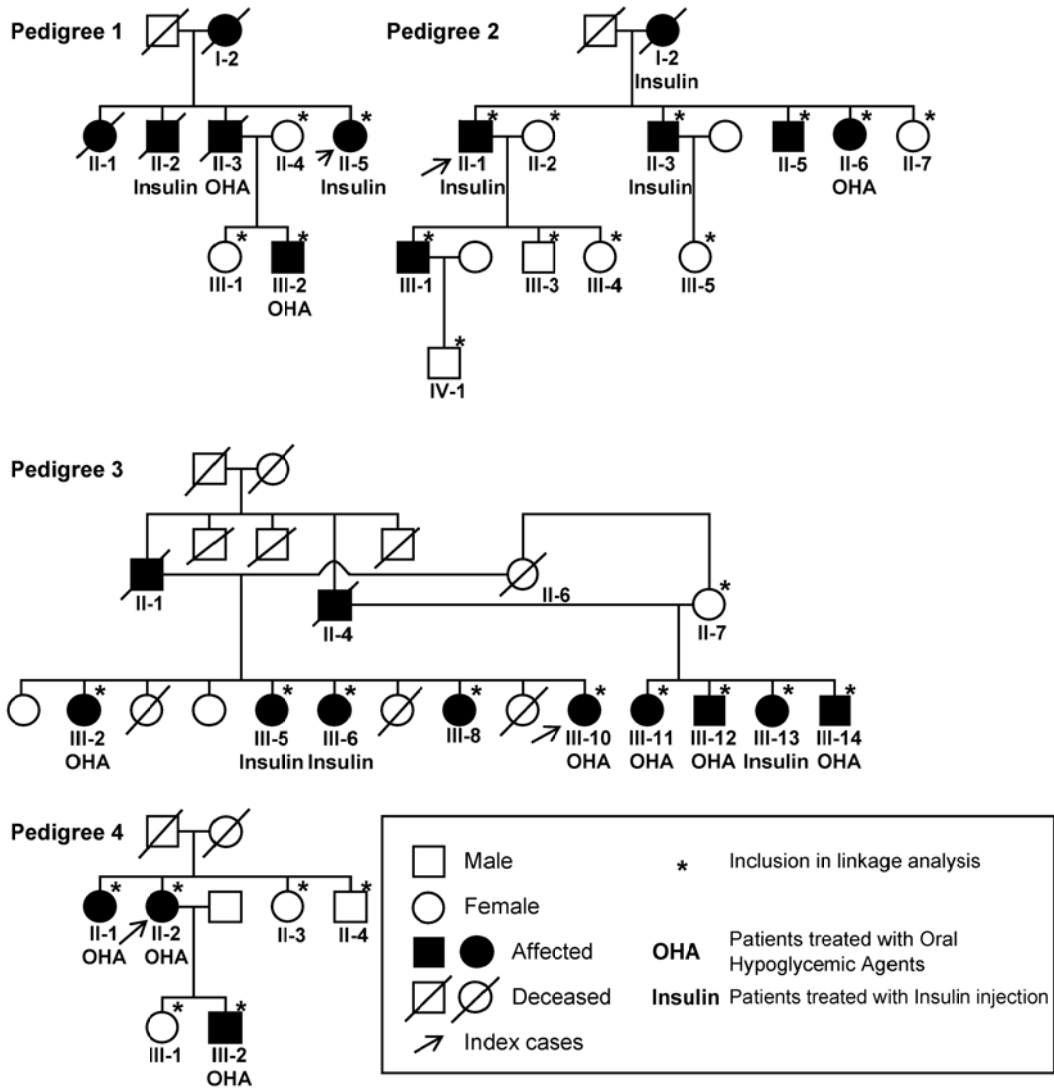 Pedigree 1
Pedigree 2
I-2
I-2
Insulin
* * * * * * * *
II-1 II-2 II-3 II-4 II-5 II-1 II-2 II-3 II-5 II-6 II-7
Insulin OHA Insulin Insulin Insulin OHA
* * * * * *
III-1 III-2 III-1 III-3 III-4 III-5
OHA
*
IV-1
Pedigree 3
*
II-1 II-4 II-6 II-7
* * * * * * * * *
III-2 III-5 III-6 III-8 III-10 III-11 III-12 III-13 III-14
OHA Insulin Insulin OHA OHA OHA Insulin OHA
Pedigree 4
* * * *
II-1 II-2 II-3 II-4
OHA OHA
* *
III-1 III-2
OHA
Male
* Inclusion in linkage analysis
Female
Affected
OHA Patients treated with Oral
Hypoglycemic Agents
Deceased
Insulin Patients treated with Insulin injection
Index cases